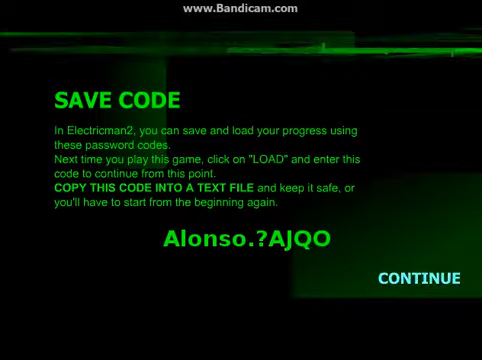 www.Bandicam.com
SAVE CODE
In Electricman2, you can save and load your progress using
these password codes.
Next time you play this game, click on "LOAD" and enter this
code to continue from this point.
COPY THIS CODE INTO A TEXT FILE and keep it safe, or
you'll have to start from the beginning again.
Alonso.?AJQO
CONTINUE